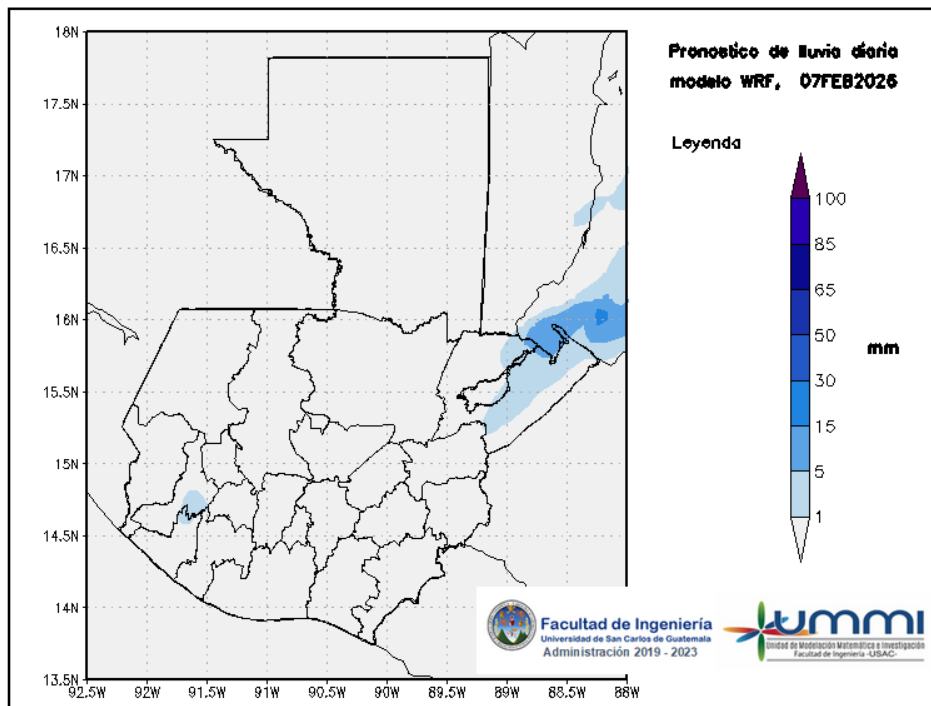 Pronostico de lluvia diaria
modelo WRF, 07FEB2026
Leyenda
100
85
65
50
30
15
5
1
mm
18N
17.5N
17N
16.5N
16N
15.5N
15N
14.5N
14N
13.5N
92.5W
92W
91.5W
91W
90.5W
90W
89.5W
89W
88.5W
88W
Facultad de Ingeniería
Universidad de San Carlos de Guatemala
Administración 2019 - 2023
ummi
Unidad de Modelación Matemática e Investigación
Facultad de Ingeniería -USAC-